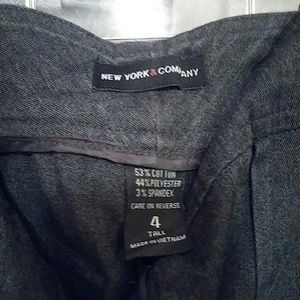 NEW YORK & COMPANY
53% COTTON
44% POLYESTER
3% SPANDEX
CARE ON REVERSE
4
TALL
MADE IN VIETNAM